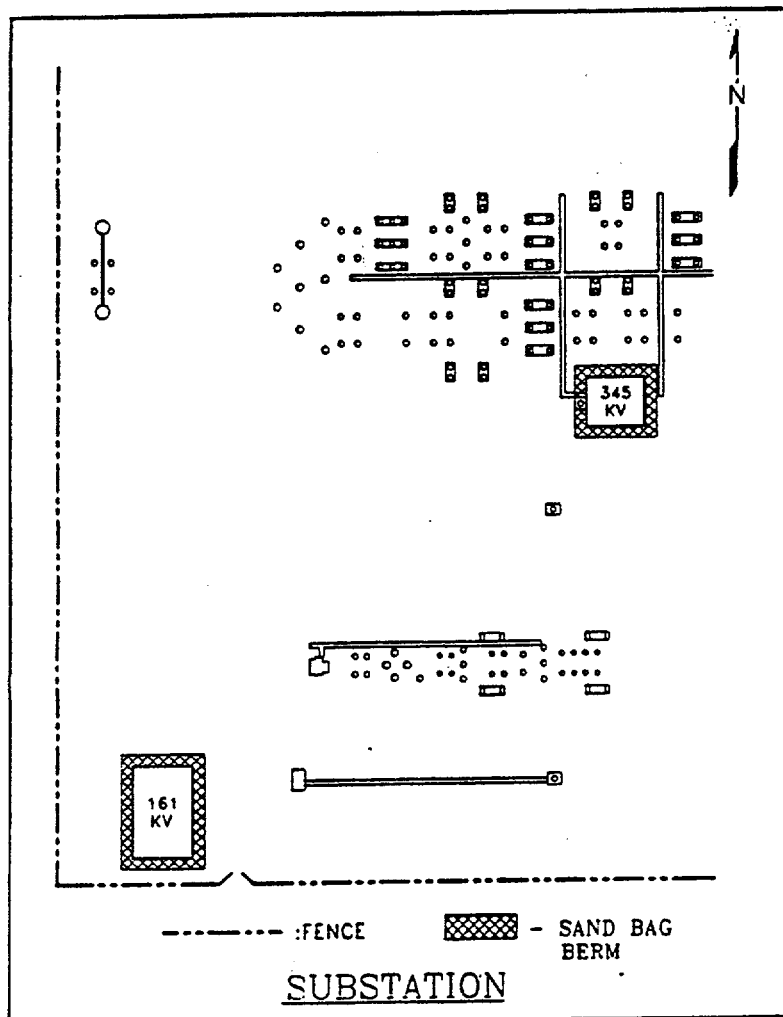 N
345
KV
161
KV
:FENCE
- SAND BAG
BERM
SUBSTATION